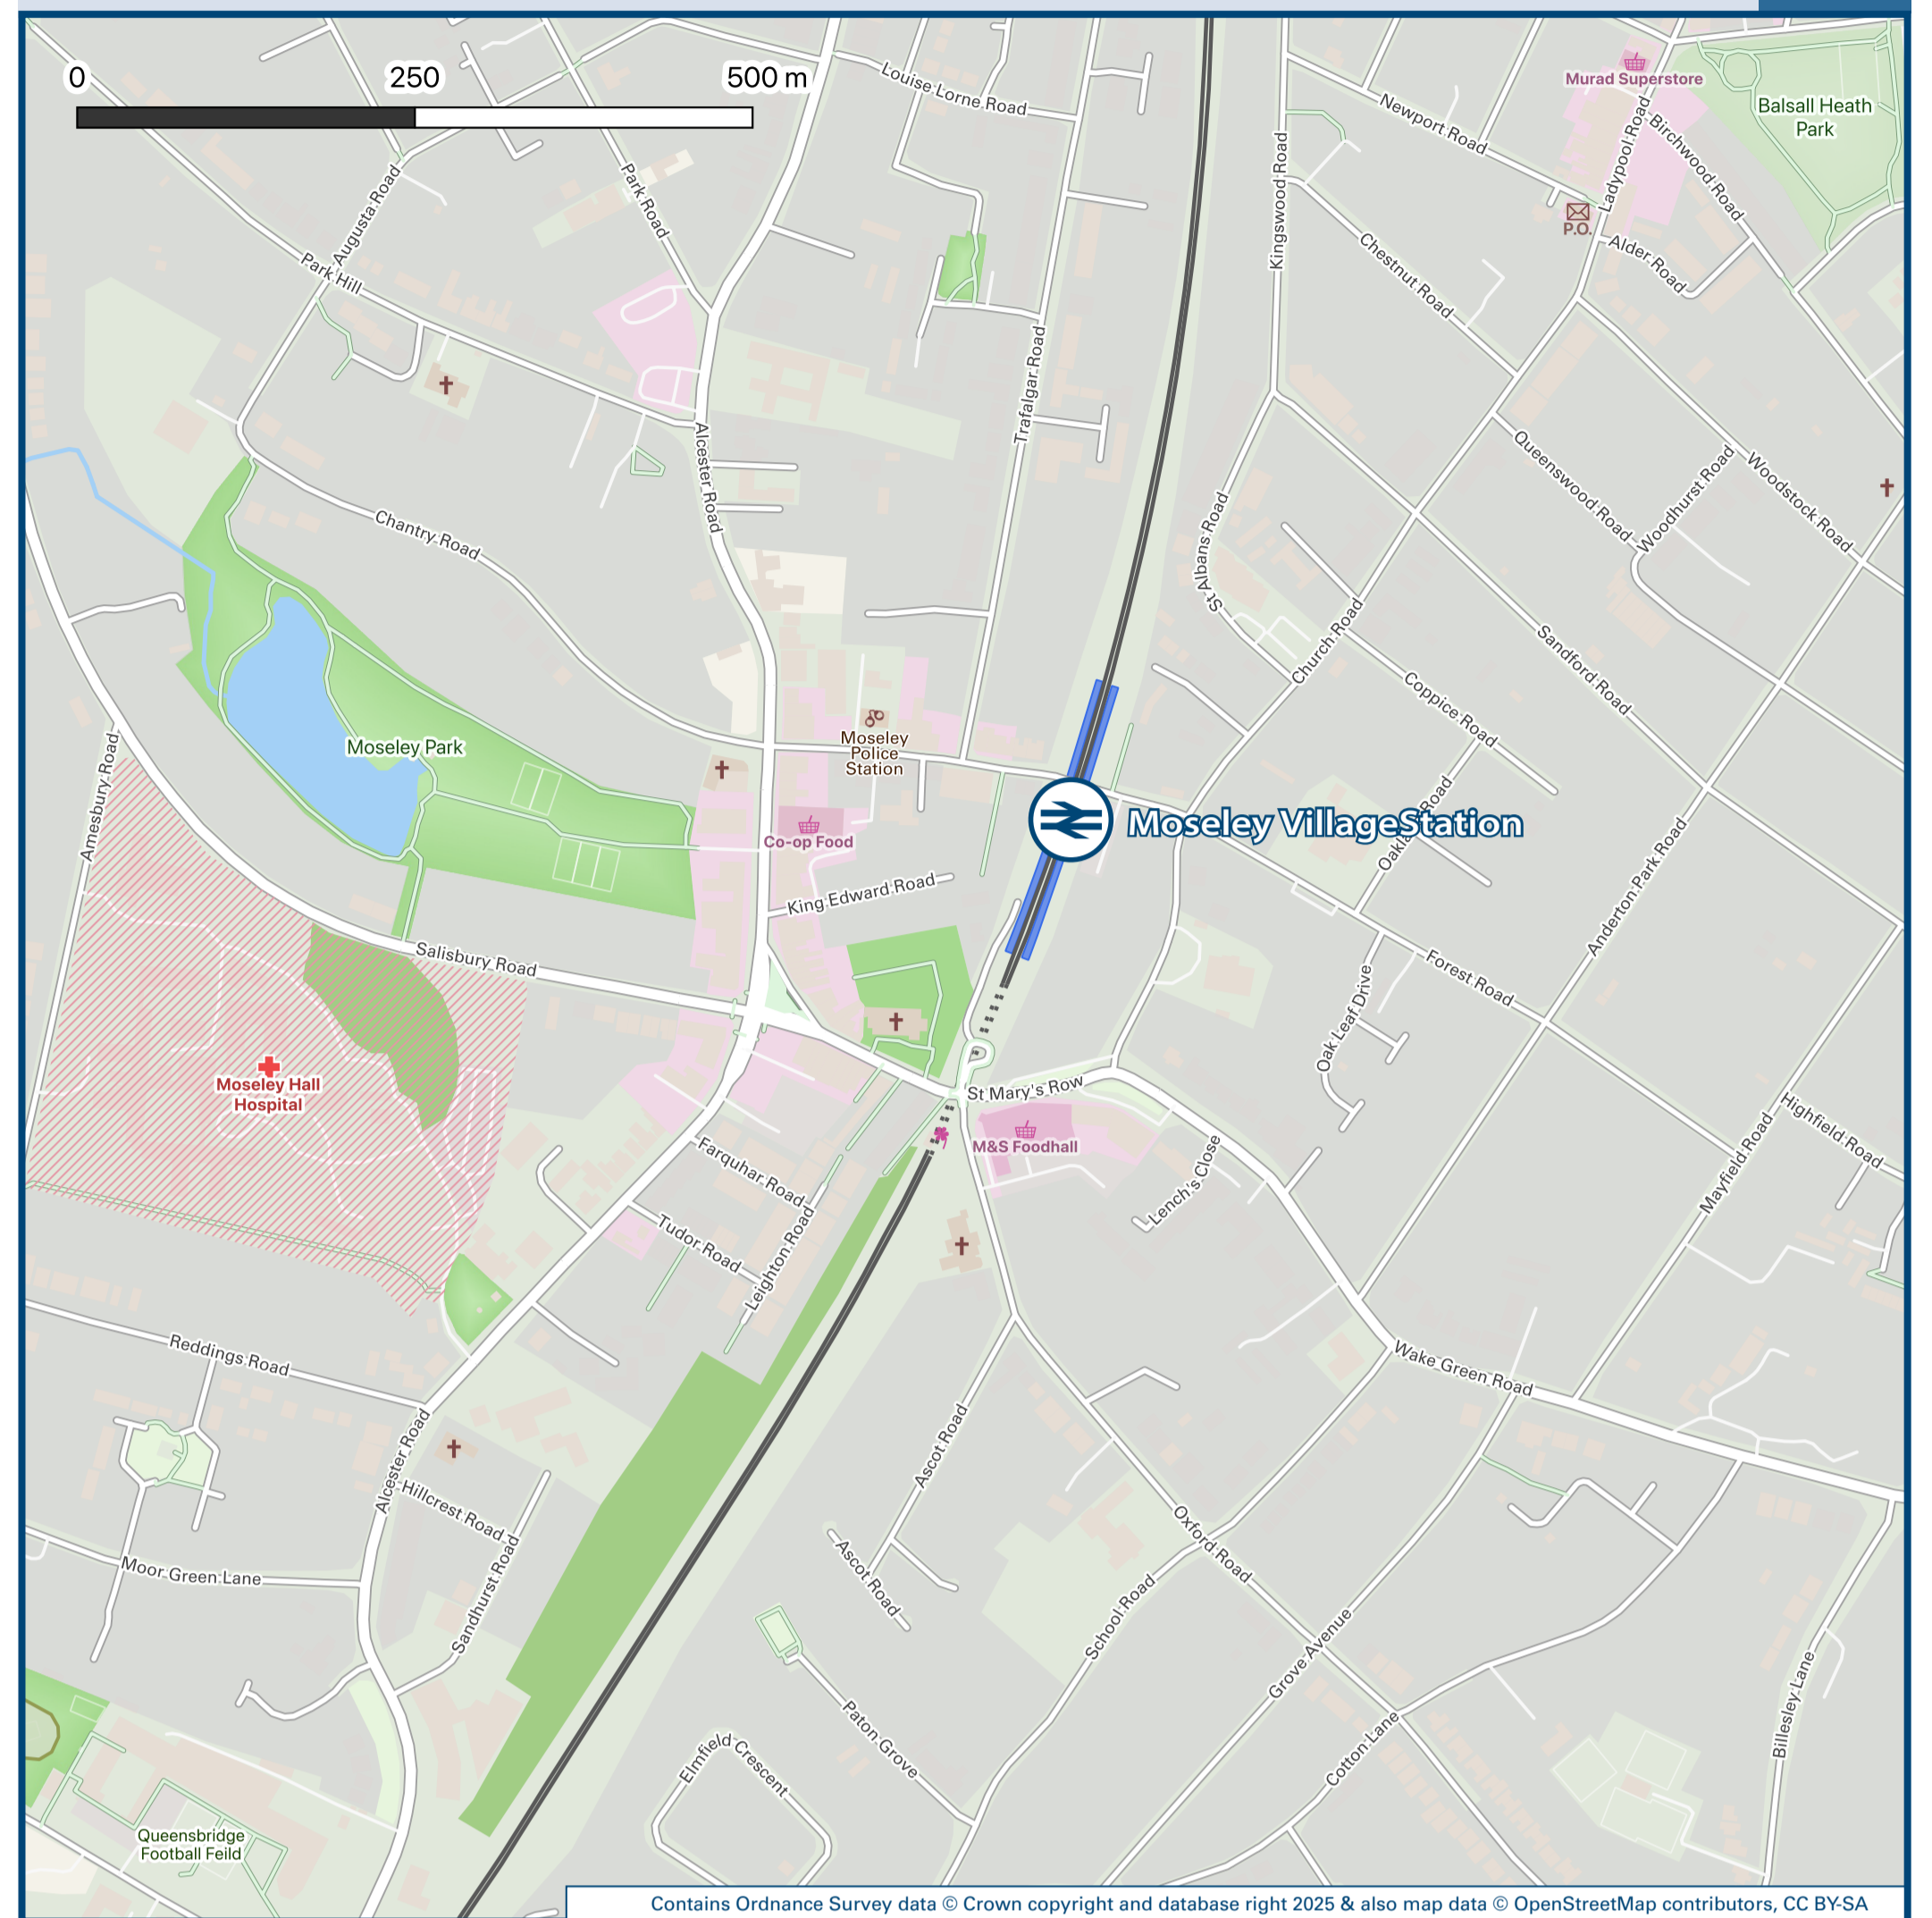 0 250 500 m
Louise Lorne Road
Murad Superstore
Balsall Heath
Park
Newport Road
Ladypool Road
Birchwood Road
Kingswood Road
Park Road
Augusta Road
P.O.
Alder Road
Chestnut Road
Park Hill
Trafalgar Road
Alcester Road
Queenswood Road
Woodhurst Road
Woodstock Road
Chantry Road
St Albans Road
Church Road
Sandford Road
Coppice Road
Moseley Park
Moseley
Police
Station
Amesbury Road
Moseley VillageStation
Co-op Food
Road
Anderton Park Road
King Edward Road
Salisbury Road
Forest Road
Oak Leaf Drive
Moseley Hall
Hospital
St Mary's Row
M&S Foodhall
Highfield Road
Mayfield Road
Farquhar Road
Lench's Close
Tudor Road
Leighton Road
Reddings Road
Wake Green Road
Alcester Road
Ascot Road
Hillcrest Road
Oxford Road
Moor Green Lane
Ascot Road
Sandhurst Road
School Road
Grove Avenue
Billesley Lane
Paton Grove
Elmfield Crescent
Cotton Lane
Queensbridge
Football Feild
Contains Ordnance Survey data © Crown copyright and database right 2025 & also map data © OpenStreetMap contributors, CC BY-SA